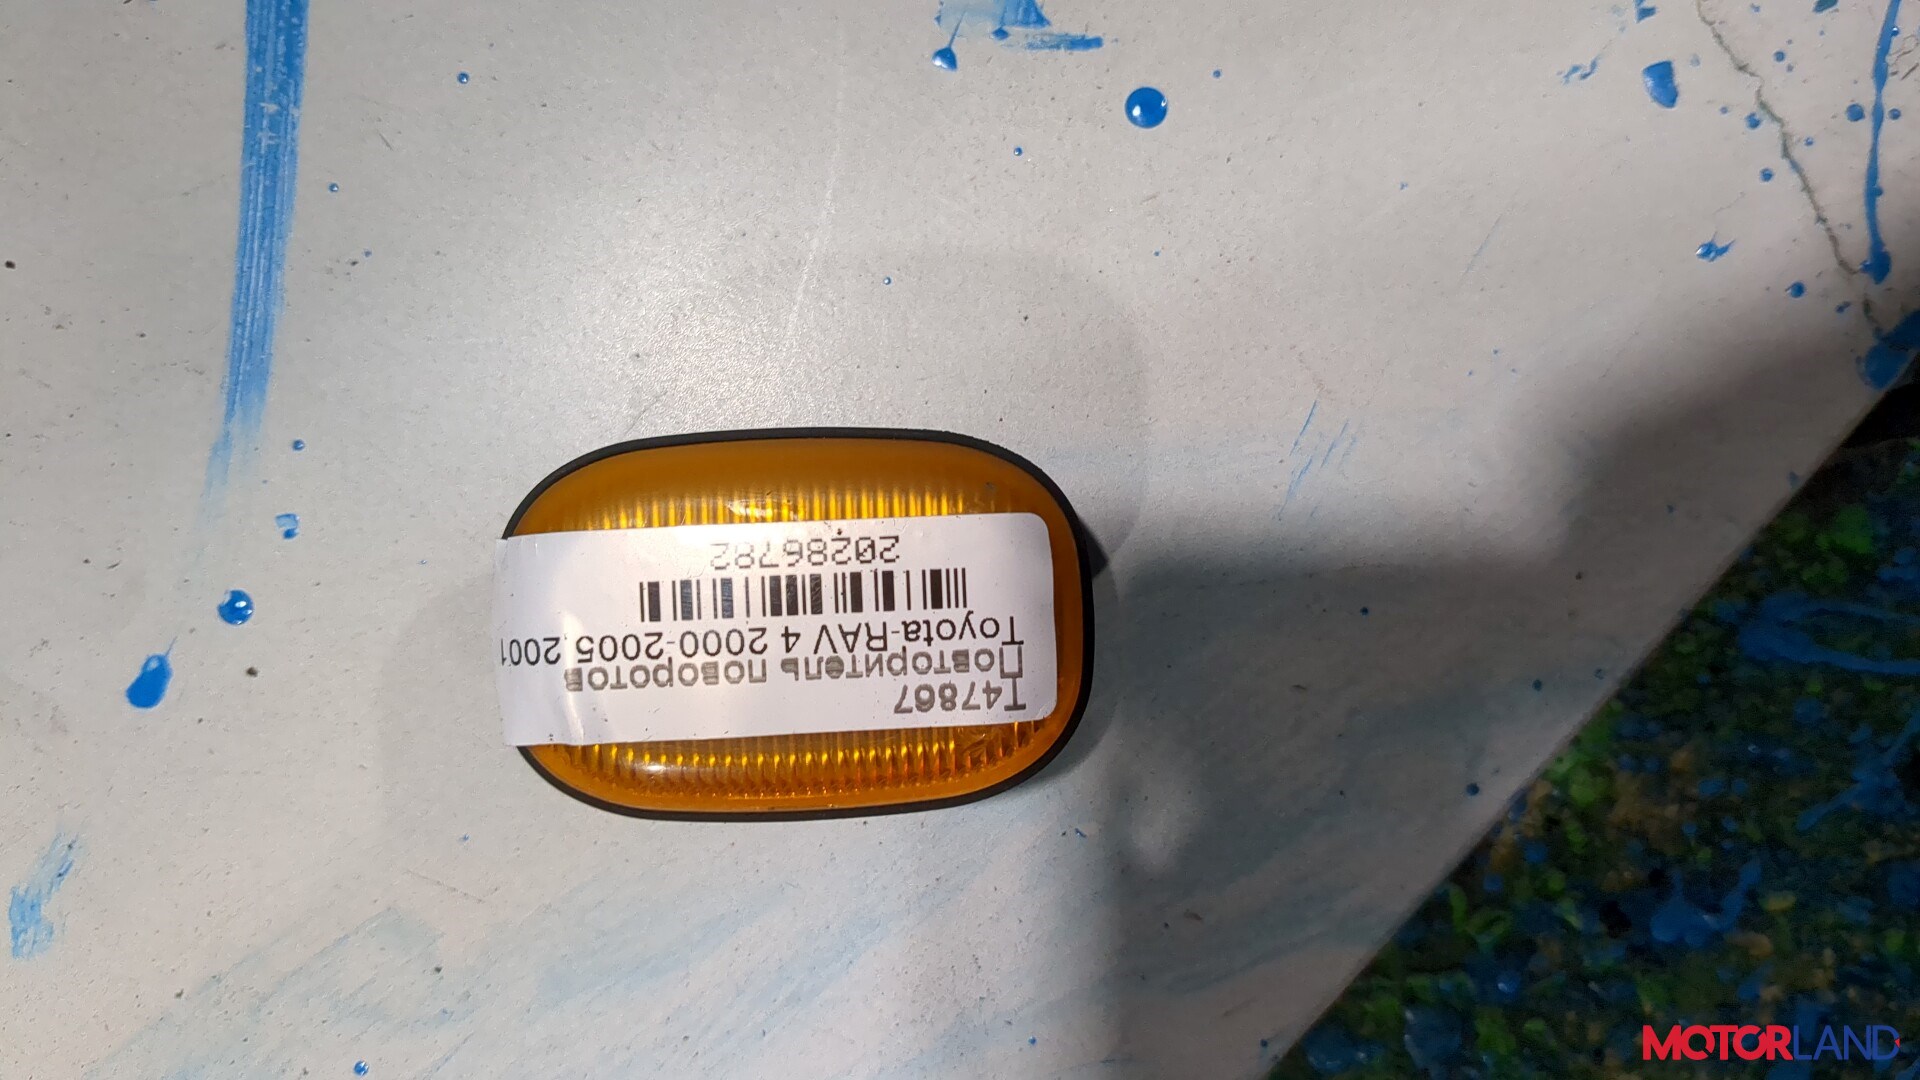 T47867
Повторитель поворотов
Toyota-RAV 4 2000-2005, 2001
20286782
MOTORLAND